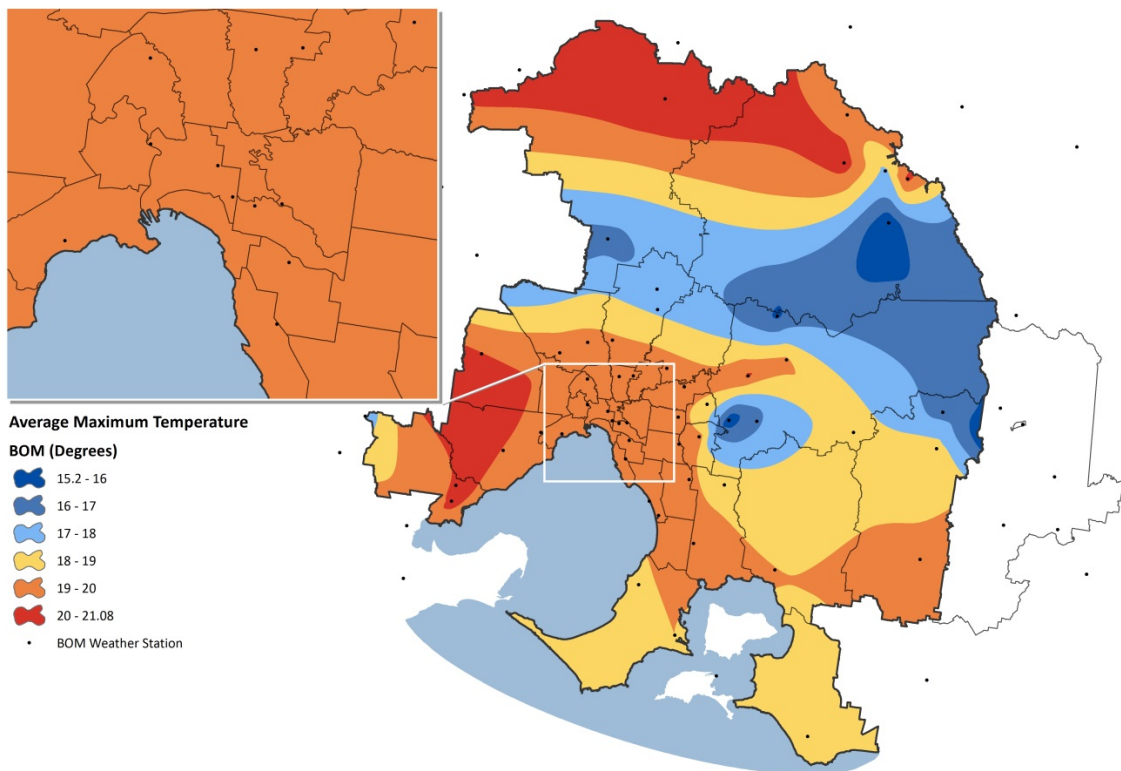 Average Maximum Temperature
BOM (Degrees)
15.2 - 16
16 - 17
17 - 18
18 - 19
19 - 20
20 - 21.08
BOM Weather Station